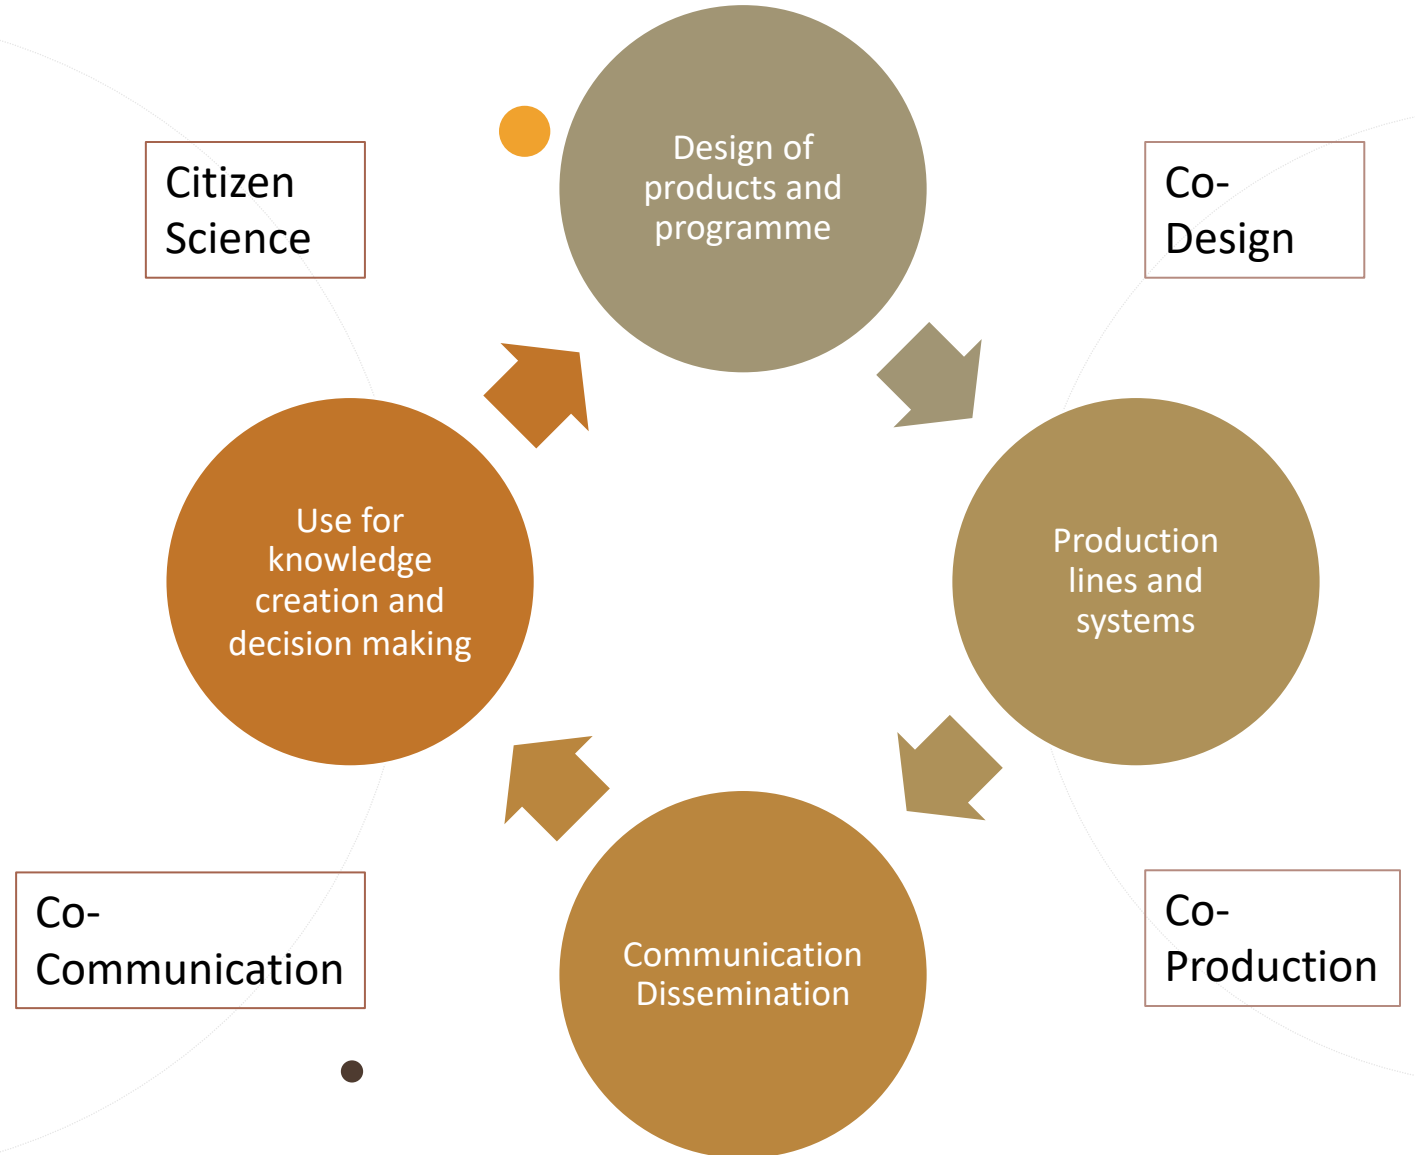 Design of
products and
programme
Citizen
Science
Co-
Design
Use for
knowledge
creation and
decision making
Production
lines and
systems
Co-
Communication
Communication
Dissemination
Co-
Production